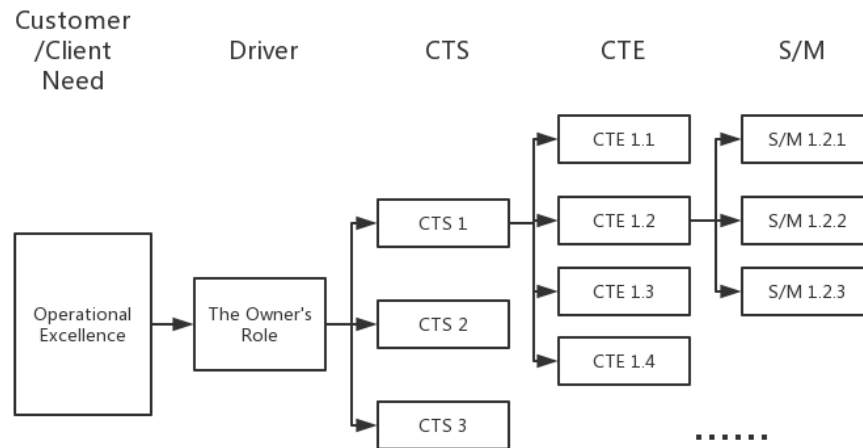 Customer
/Client
Need
Driver
CTS
CTE
S/M
Operational
Excellence
The Owner's
Role
CTS 1
CTS 2
CTS 3
CTE 1.1
CTE 1.2
CTE 1.3
CTE 1.4
S/M 1.2.1
S/M 1.2.2
S/M 1.2.3
......